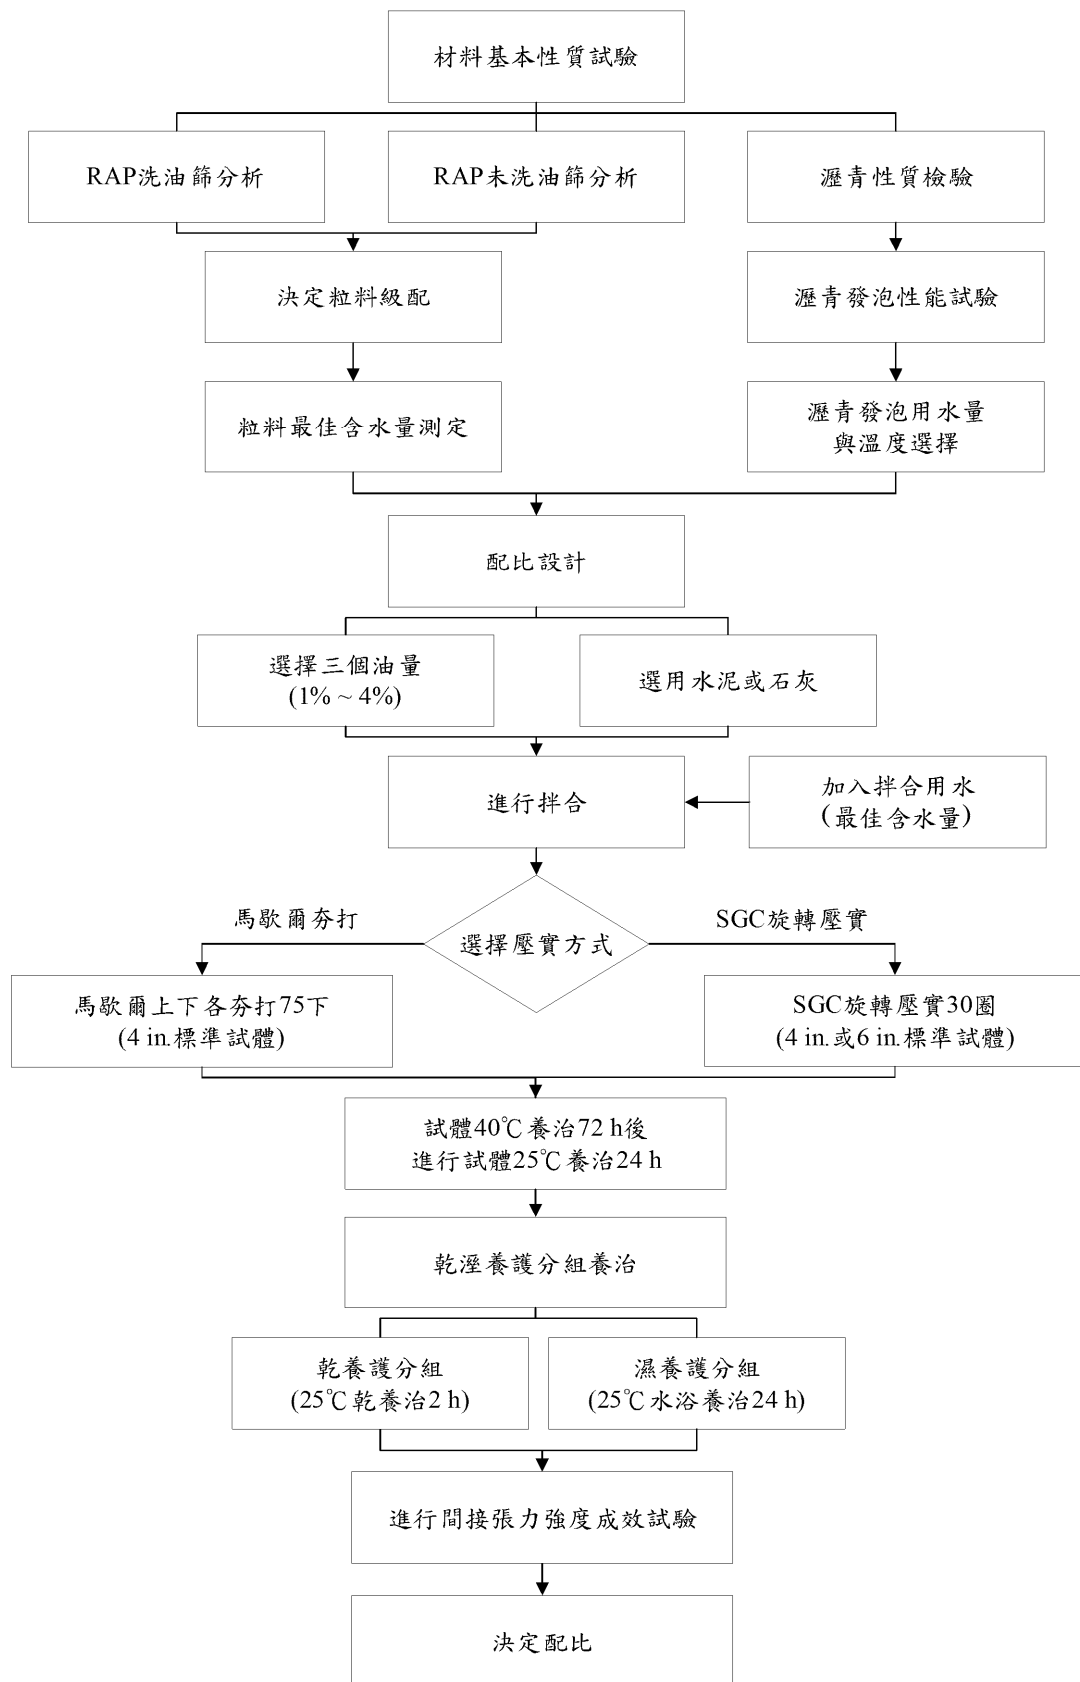 材料基本性質試驗
RAP洗油篩分析
RAP未洗油篩分析
瀝青性質檢驗
決定粒料級配
瀝青發泡性能試驗
粒料最佳含水量測定
瀝青發泡用水量
與溫度選擇
配比設計
選擇三個油量
(1% ~ 4%)
選用水泥或石灰
進行拌合
加入拌合用水
(最佳含水量)
馬歇爾夯打
選擇壓實方式
SGC旋轉壓實
馬歇爾上下各夯打75下
(4 in.標準試體)
SGC旋轉壓實30圈
(4 in.或6 in.標準試體)
試體40℃養治72 h後
進行試體25℃養治24 h
乾溼養護分組養治
乾養護分組
(25℃乾養治2 h)
濕養護分組
(25℃水浴養治24 h)
進行間接張力強度成效試驗
決定配比